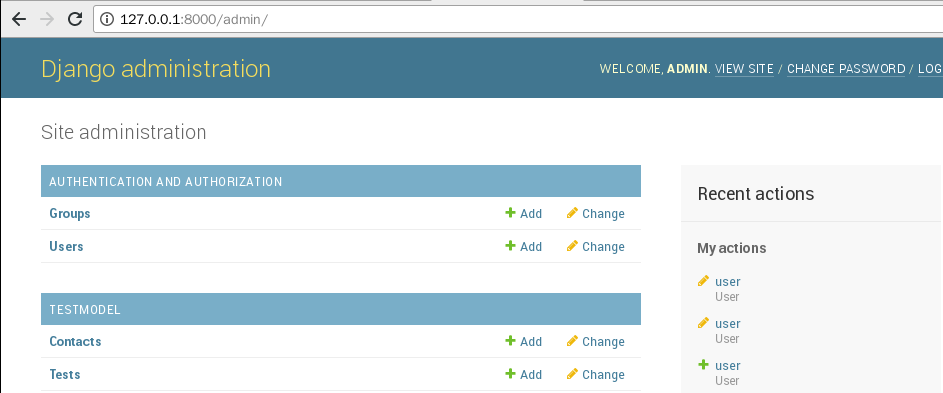 127.0.0.1:8000/admin/
Django administration
WELCOME, ADMIN. VIEW SITE / CHANGE PASSWORD / LOG
Site administration
AUTHENTICATION AND AUTHORIZATION
Groups Add Change
Users Add Change
TESTMODEL
Contacts Add Change
Tests Add Change
Recent actions
My actions
user
User
user
User
user
User